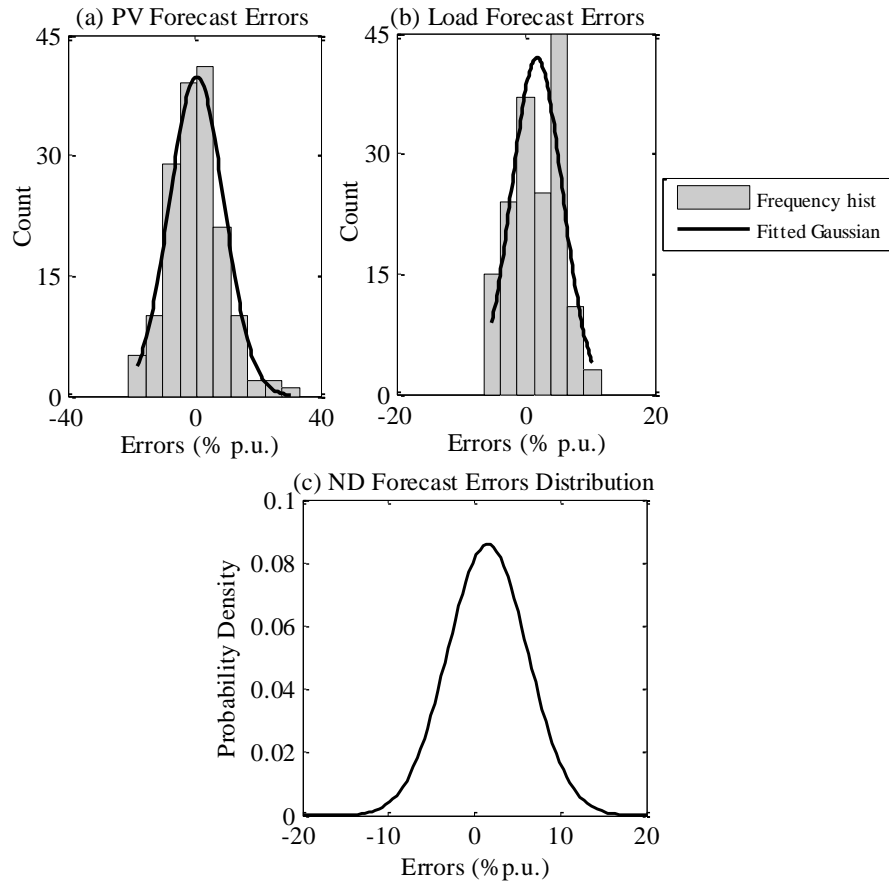 (a) PV Forecast Errors
45
30
15
0
Count
-40
0
40
Errors (% p.u.)
(b) Load Forecast Errors
45
30
15
0
Count
-20
0
20
Errors (% p.u.)
Frequency hist
Fitted Gaussian
(c) ND Forecast Errors Distribution
0.1
0.08
0.06
0.04
0.02
0
Probability Density
-20
-10
0
10
20
Errors (%p.u.)